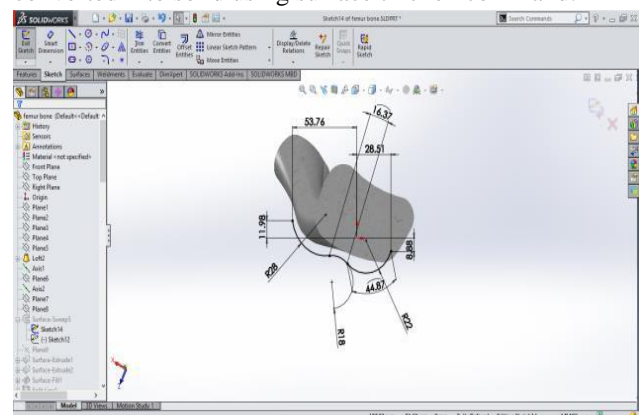 SOLIDWORKS
Sketch14 of femur bone.SLDPRT *
Search Commands
Exit Sketch
Smart Dimension
Trim Entities
Convert Entities
Offset Entities
Mirror Entities
Linear Sketch Pattern
Move Entities
Display/Delete Relations
Repair Sketch
Quick Snaps
Rapid Sketch
Features Sketch Surfaces Weldments Evaluate DimXpert SOLIDWORKS Add-Ins SOLIDWORKS MBD
femur bone (Default<<Default
History
Sensors
Annotations
Material <not specified>
Front Plane
Top Plane
Right Plane
Origin
Plane1
Plane2
Plane3
Plane4
Plane5
Loft2
Axis1
Plane6
Axis2
Plane7
Plane8
Surface-Sweep5
Sketch14
(-) Sketch12
Surface-Extrude1
Surface-Extrude2
Surface-Fill1
16.37
53.76
28.51
11.98
8.88
R28
44.87
R22
R18
Model 3D Views Motion Study 1